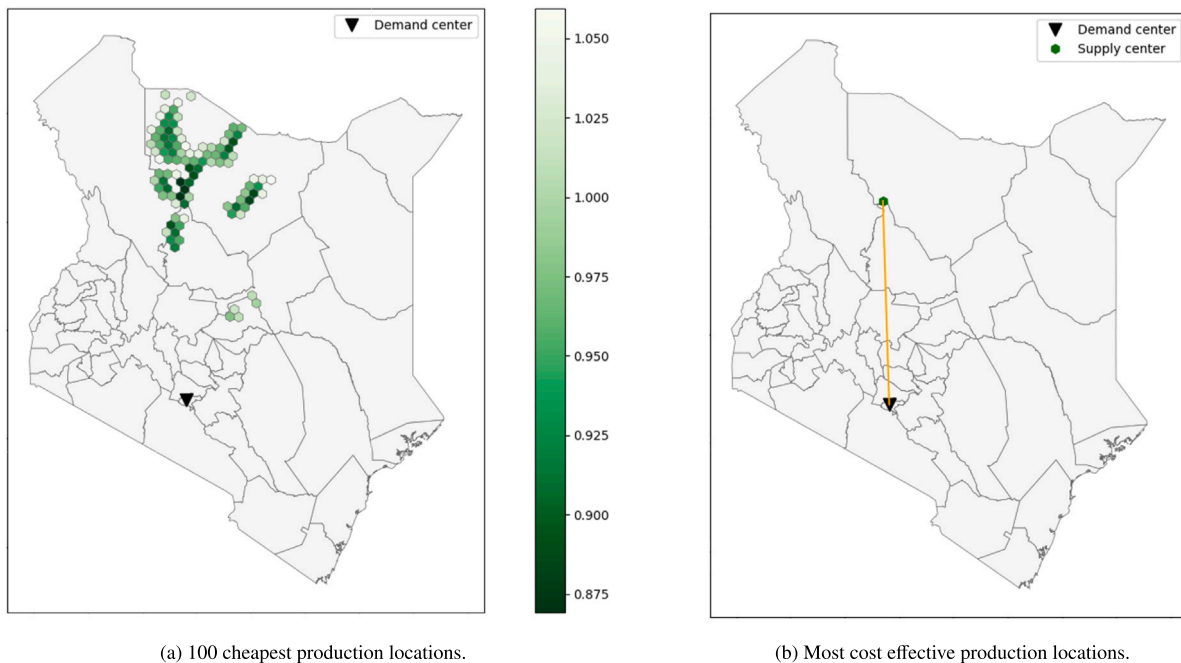 Demand center
1.050
1.025
1.000
0.975
0.950
0.925
0.900
0.875
(a) 100 cheapest production locations.
Demand center
Supply center
(b) Most cost effective production locations.